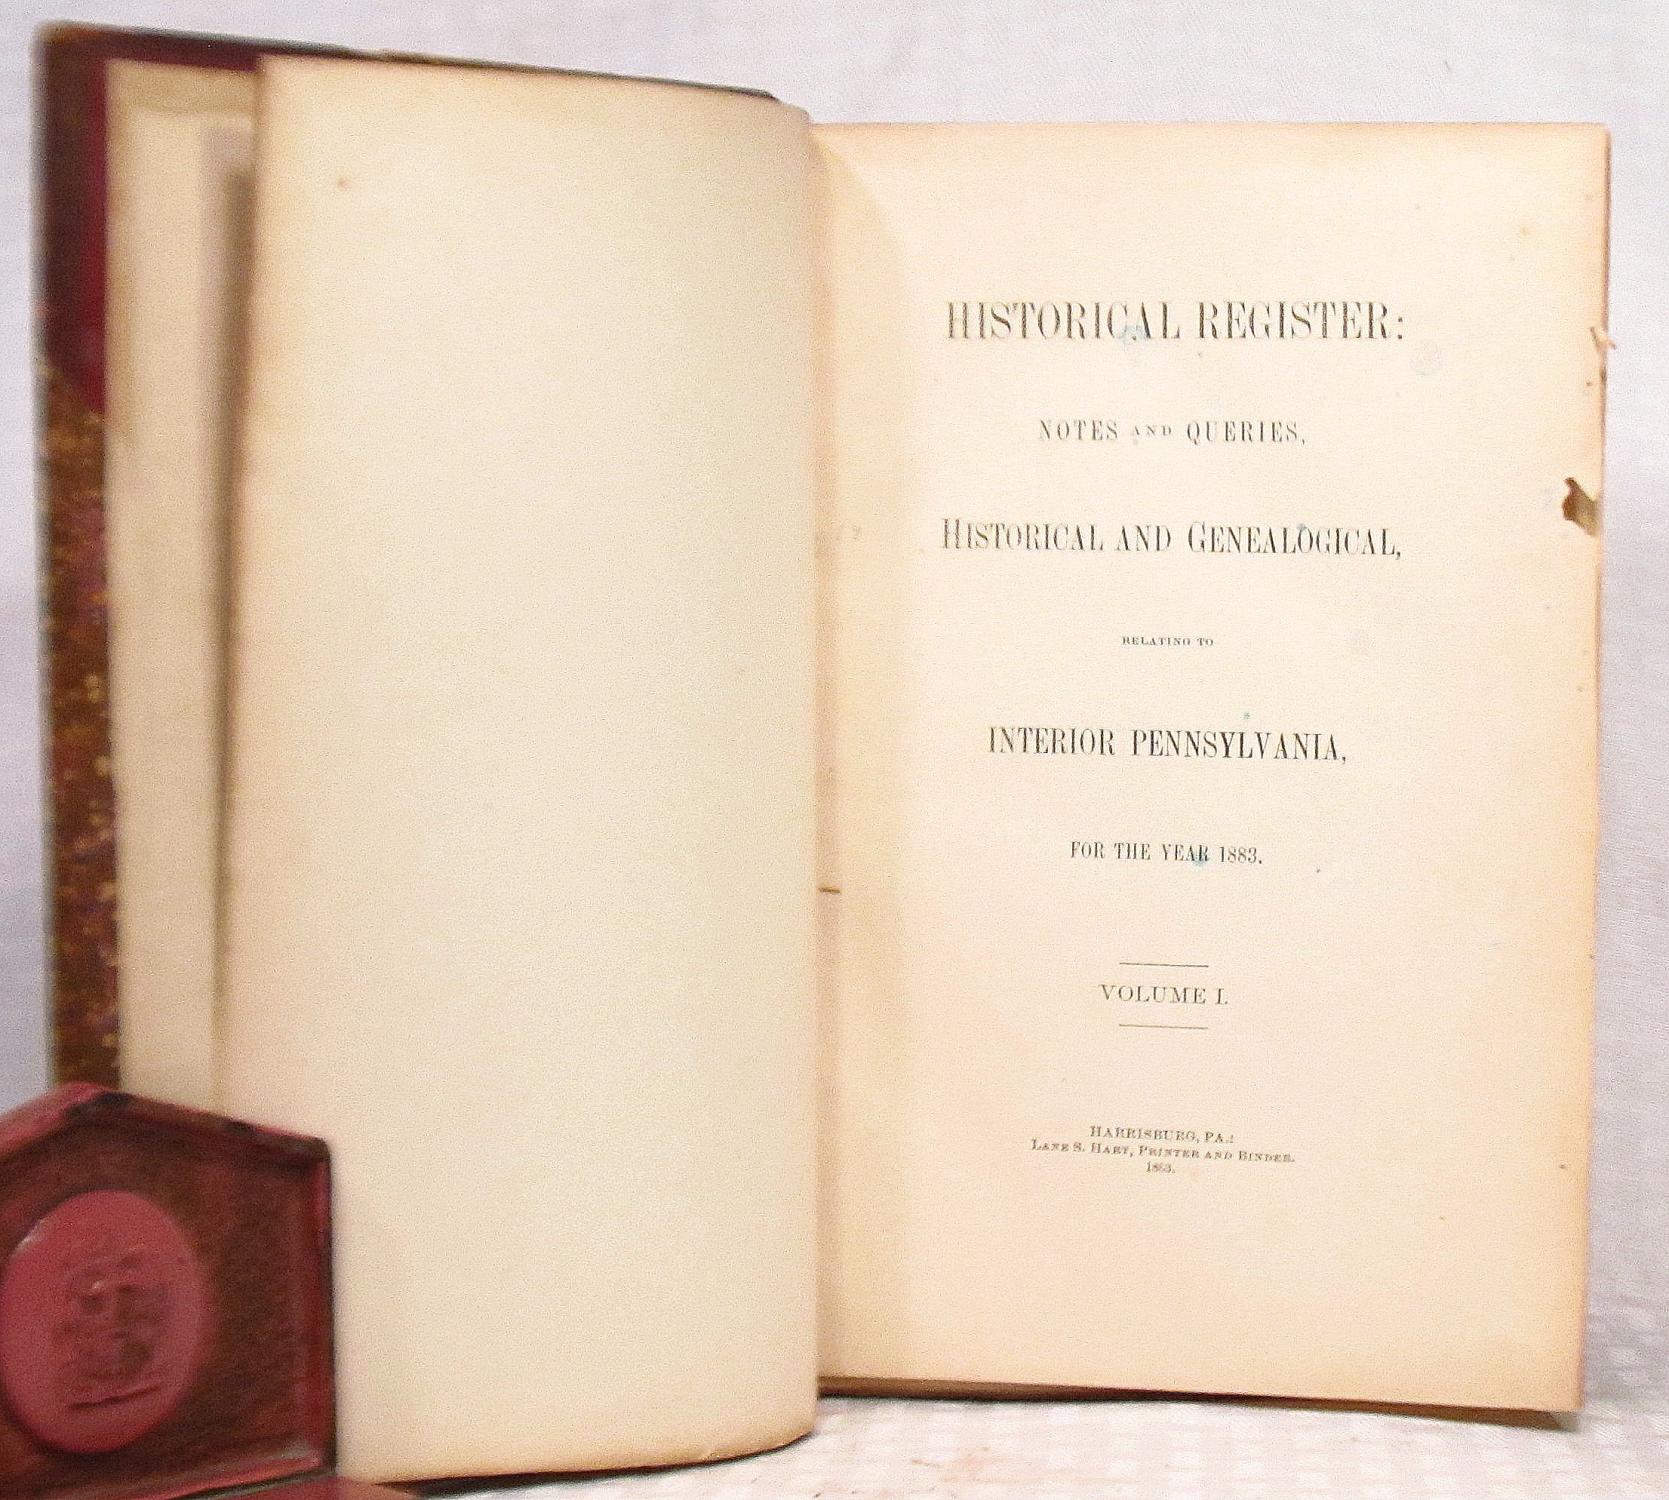 HISTORICAL REGISTER:
NOTES AND QUERIES,
HISTORICAL AND GENEALOGICAL,
RELATING TO
INTERIOR PENNSYLVANIA,
FOR THE YEAR 1883.
VOLUME I.
HARRISBURG, PA.:
LANE S. HART, PRINTER AND BINDER.
1883.